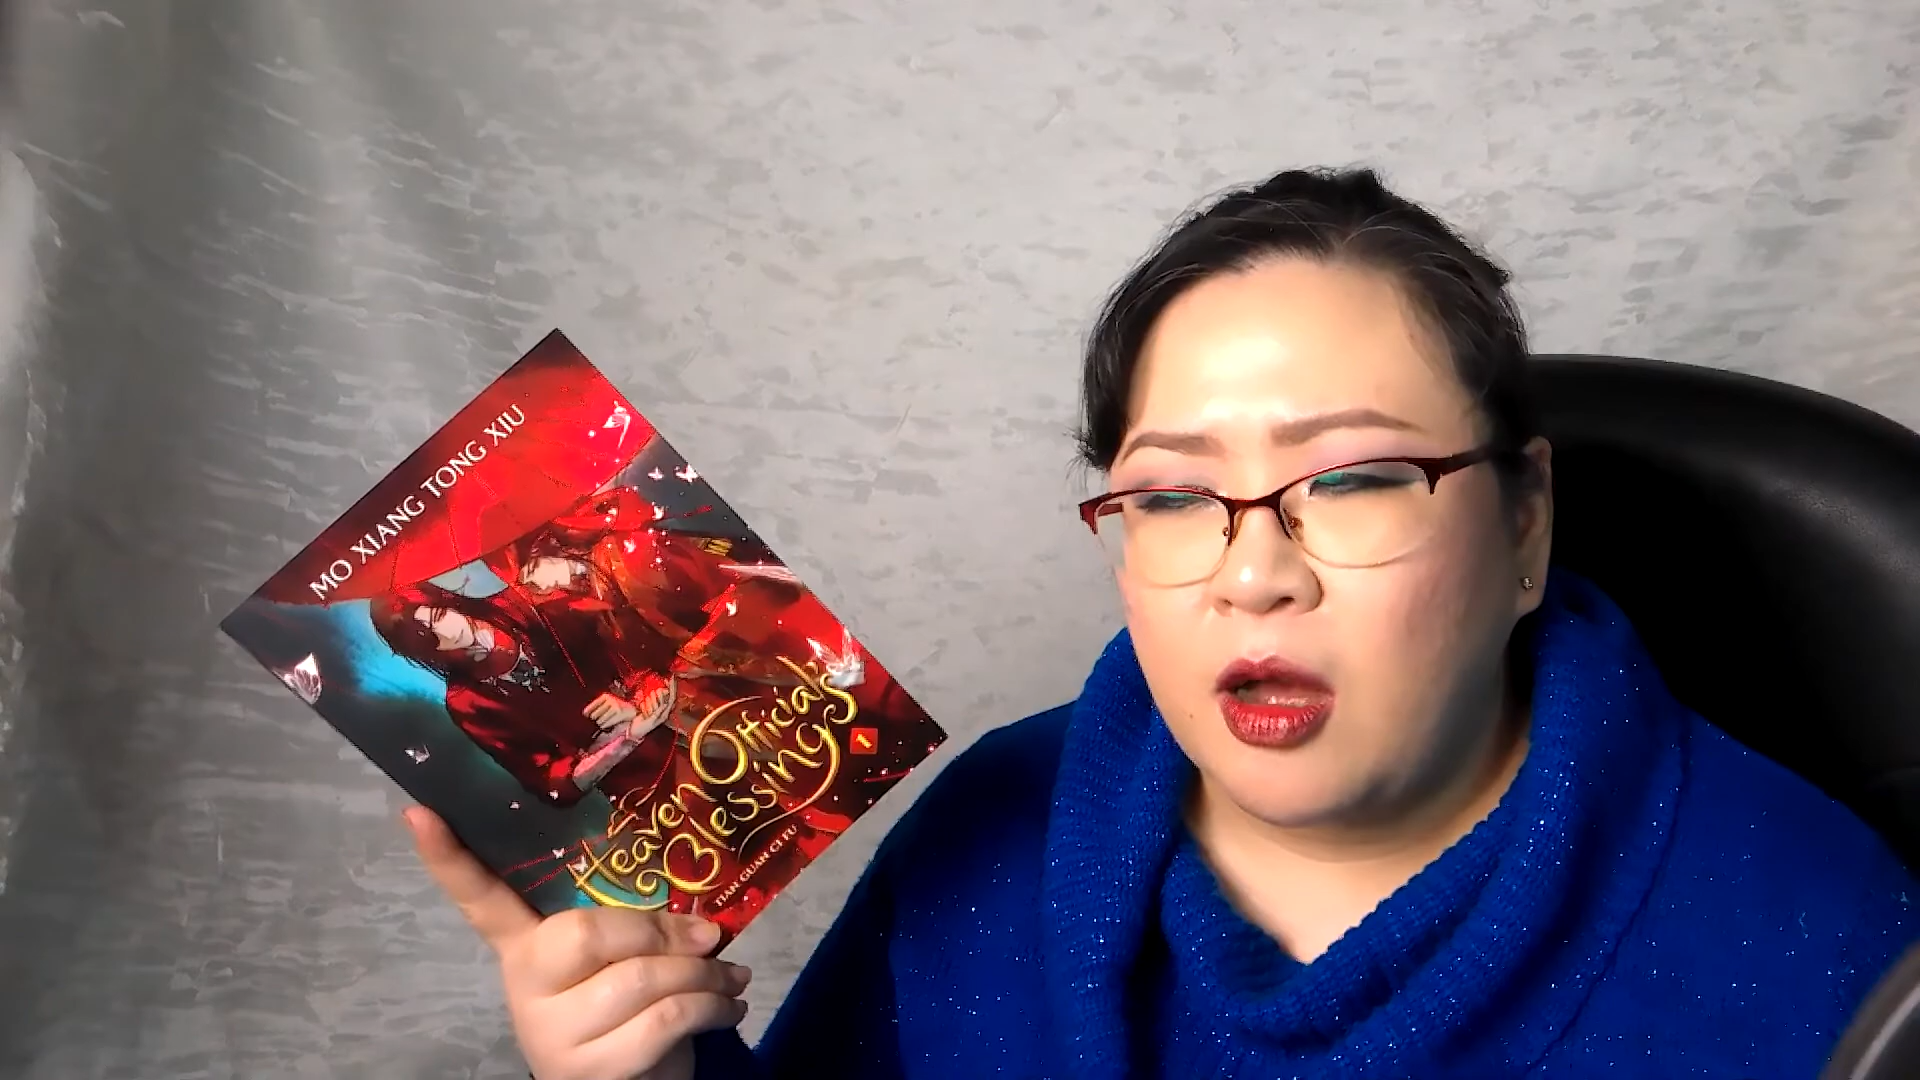 MO XIANG TONG XIU
Heaven Official's
Blessing
1
TIAN GUAN CI FU